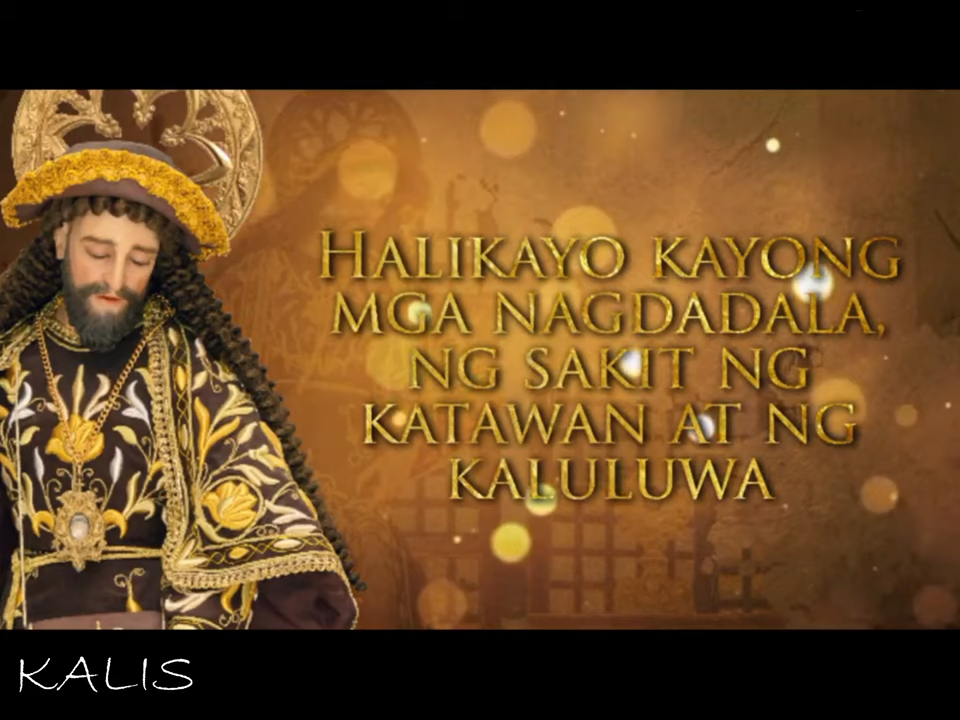 HALIKAYO KAYONG
MGA NAGDADALA,
NG SAKIT NG
KATAWAN AT NG
KALULUWA
KALIS